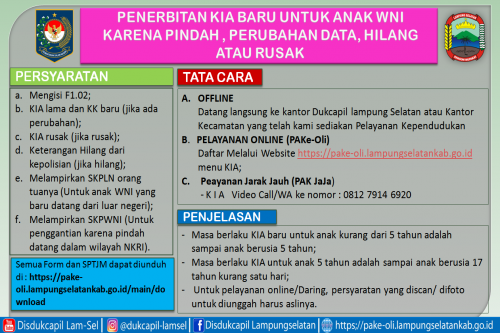 PENERBITAN KIA BARU UNTUK ANAK WNI
KARENA PINDAH , PERUBAHAN DATA, HILANG
ATAU RUSAK
PERSYARATAN
a. Mengisi F1.02;
b. KIA lama dan KK baru (jika ada
perubahan);
c. KIA rusak (jika rusak);
d. Keterangan Hilang dari
kepolisian (jika hilang);
e. Melampirkan SKPLN orang
tuanya (Untuk anak WNI yang
baru datang dari luar negeri);
f. Melampirkan SKPWNI (Untuk
penggantian karena pindah
datang dalam wilayah NKRI).
Semua Form dan SPTJM dapat diunduh
di : https://pake-
oli.lampungselatankab.go.id/main/do
wnload
TATA CARA
A. OFFLINE
Datang langsung ke kantor Dukcapil lampung Selatan atau Kantor
Kecamatan yang telah kami sediakan Pelayanan Kependudukan
B. PELAYANAN ONLINE (PAKe-Oli)
Daftar Melalui Website https://pake-oli.lampungselatankab.go.id
menu KIA;
C. Peayanan Jarak Jauh (PAK JaJa)
- K I A Video Call/WA ke nomor : 0812 7914 6920
PENJELASAN
- Masa berlaku KIA baru untuk anak kurang dari 5 tahun adalah
sampai anak berusia 5 tahun;
- Masa berlaku KIA untuk anak 5 tahun adalah sampai anak berusia 17
tahun kurang satu hari;
- Untuk pelayanan online/Daring, persyaratan yang discan/ difoto
untuk diunggah harus aslinya.
Disdukcapil Lam-Sel
@dukcapil-lamsel
Disdukcapil Lampungselatan
https://pake-oli.lampungselatankab.go.id